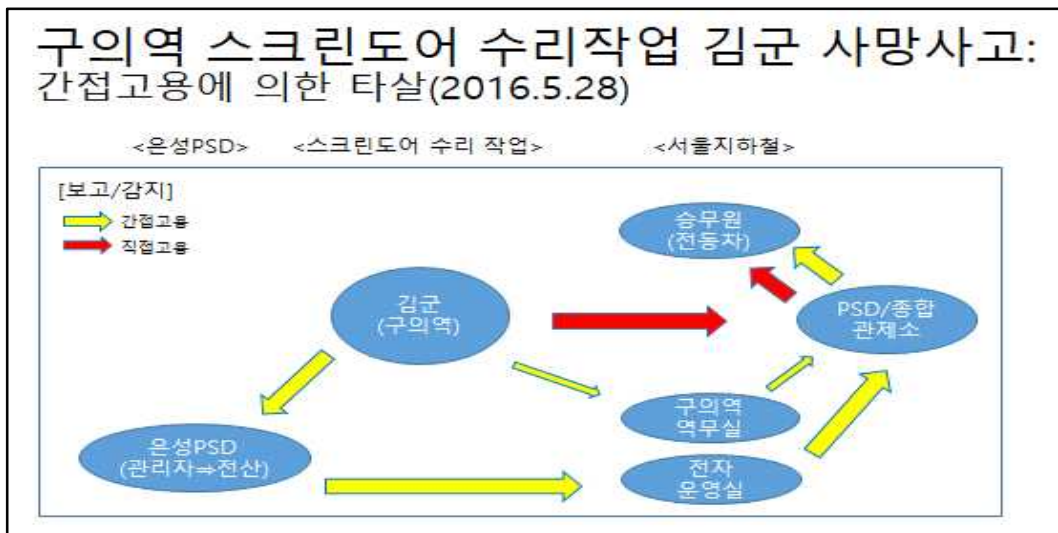 구의역 스크린도어 수리작업 김군 사망사고:
간접고용에 의한 타살(2016.5.28)
<은성PSD> <스크린도어 수리 작업> <서울지하철>
[보고/감지]
간접고용
직접고용
승무원
(전동차)
김군
(구의역)
PSD/종합
관제소
구의역
역무실
은성PSD
(관리자⇒전산)
전자
운영실